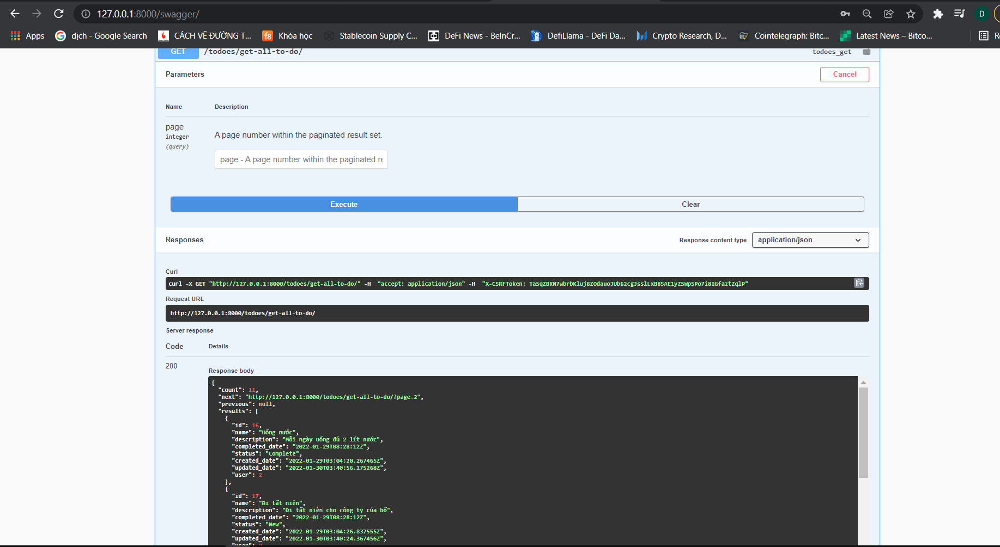 127.0.0.1:8000/swagger/
D
Apps
dịch - Google Search
CÁCH VẼ ĐƯỜNG T...
f8
Khóa học
Stablecoin Supply C...
DeFi News - BeInCr...
DefiLlama - DeFi Da...
Crypto Research, D...
Cointelegraph: Bitc...
Latest News – Bitco...
GET
/todoes/get-all-to-do/
todoes_get
Parameters
Cancel
Name
Description
page
integer
(query)
A page number within the paginated result set.
page - A page number within the paginated re
Execute
Clear
Responses
Response content type
application/json
Curl
curl -X GET "http://127.0.0.1:8000/todoes/get-all-to-do/" -H  "accept: application/json" -H  "X-CSRFToken: TaSqZBKN7wbrbKluj8ZOdauoJUb62cgJsslLxB85AE1yZSWp5Po7i8IGfaztZqlP"
Request URL
http://127.0.0.1:8000/todoes/get-all-to-do/
Server response
Code
Details
200
Response body
{
"count": 11,
"next": "http://127.0.0.1:8000/todoes/get-all-to-do/?page=2",
"previous": null,
"results": [
{
"id": 16,
"name": "Uống nước",
"description": "Mỗi ngày uống đủ 2 lít nước",
"completed_date": "2022-01-29T08:28:12Z",
"status": "Complete",
"created_date": "2022-01-29T03:04:20.267465Z",
"updated_date": "2022-01-30T03:40:56.175268Z",
"user": 2
},
{
"id": 17,
"name": "Đi tất niên",
"description": "Đi tất niên cho công ty của bố",
"completed_date": "2022-01-29T08:28:12Z",
"status": "New",
"created_date": "2022-01-29T03:04:26.837555Z",
"updated_date": "2022-01-30T03:40:24.367456Z",
"user": 2